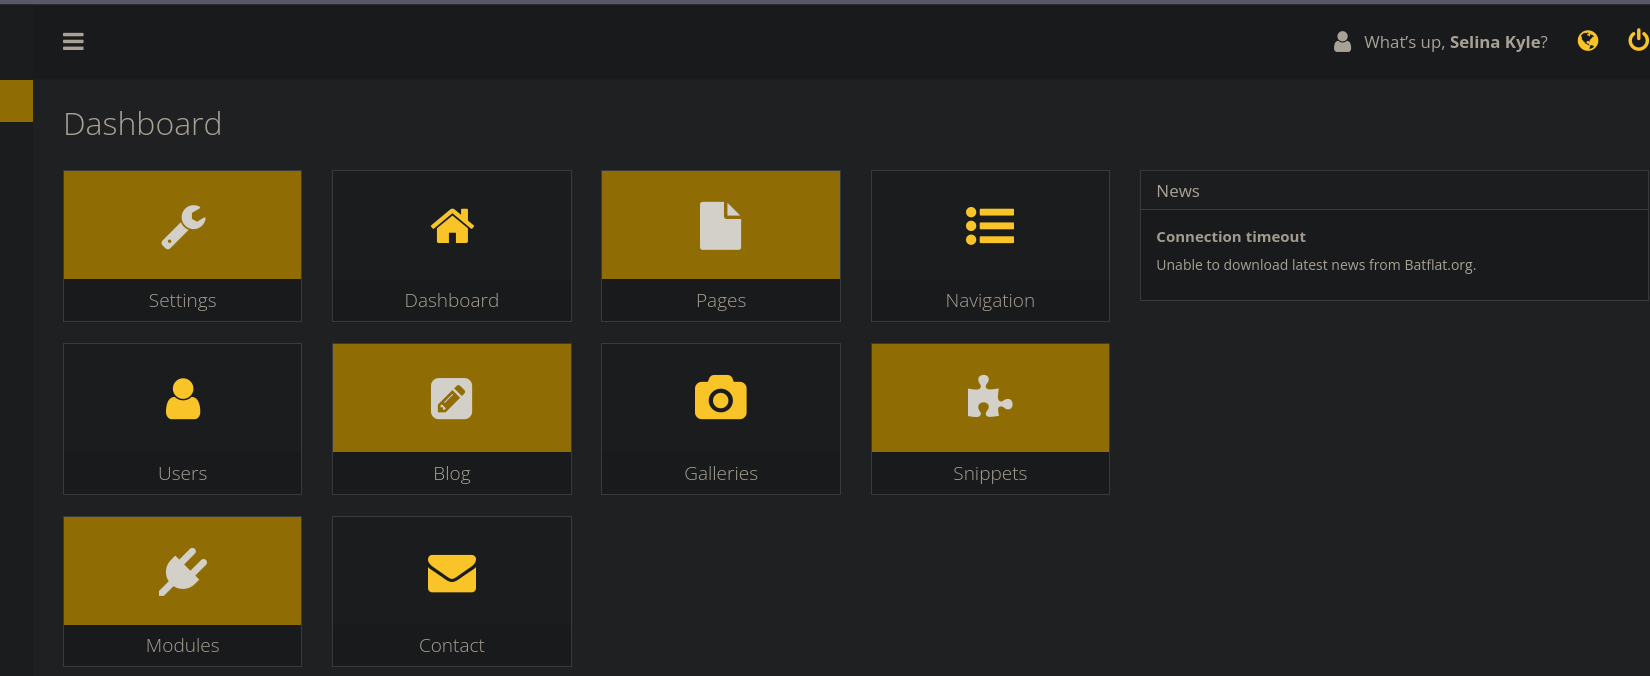 What's up, Selina Kyle?
Dashboard
Settings
Dashboard
Pages
Navigation
News
Connection timeout
Unable to download latest news from Batflat.org.
Users
Blog
Galleries
Snippets
Modules
Contact